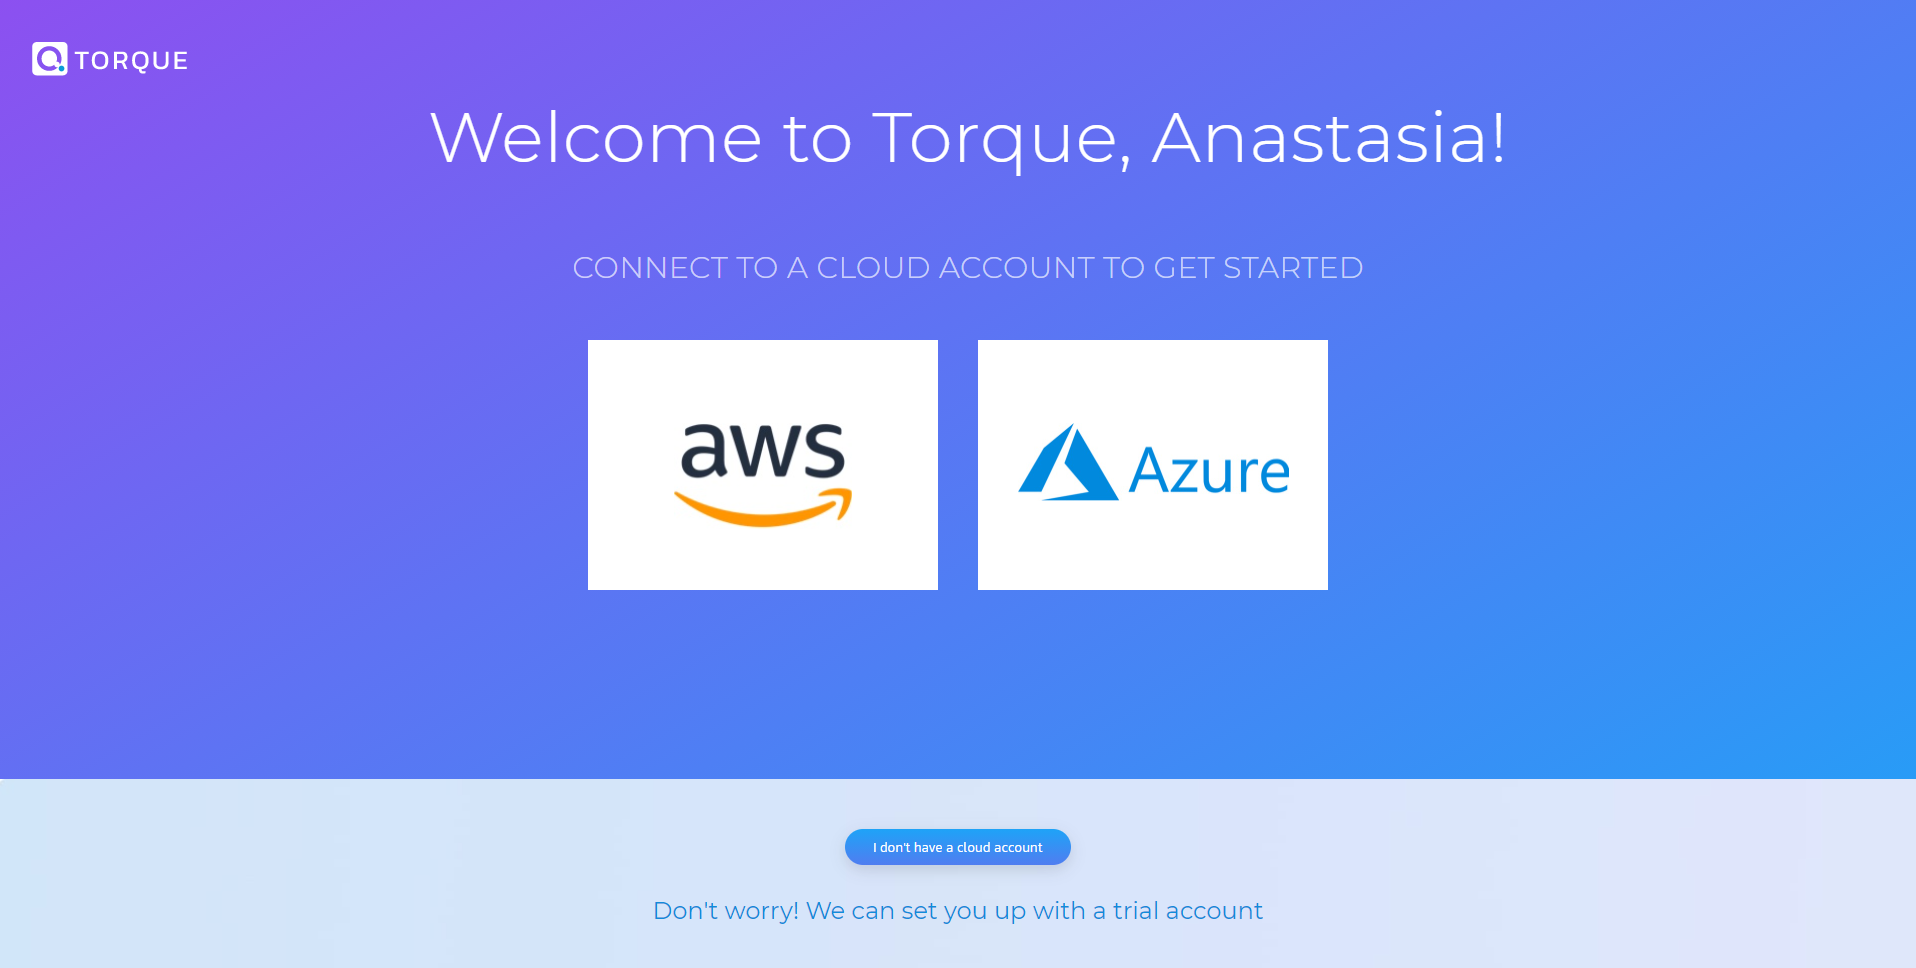 TORQUE
Welcome to Torque, Anastasia!
CONNECT TO A CLOUD ACCOUNT TO GET STARTED
aws
Azure
I don't have a cloud account
Don't worry! We can set you up with a trial account